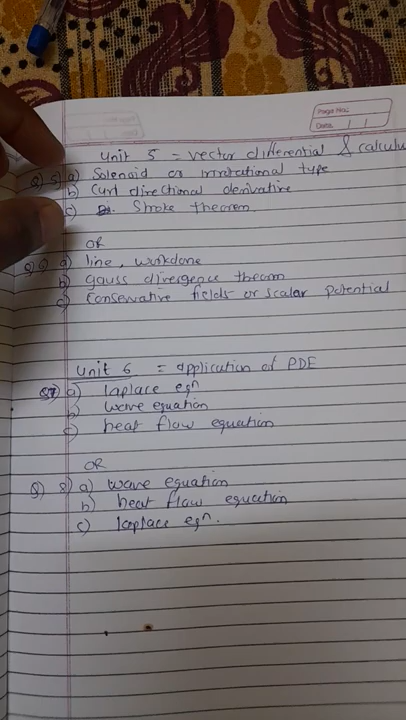 Page No.:
Date: / /
Unit 5 = vector differential & calculu
Q) 5) a) Solenoid or irrotational type
b) Curl directional derivative
c) Stroke theorem
OR
Q) 6) a) line, workdone
b) gauss divergence theorm
c) Conservative fields or scalar potential
Unit 6 = application of PDE
Q7 a) laplace eqn
b) wave equation
c) heat flow equation
OR
Q) 8) a) wave equation
b) heat flow equation
c) laplace eqn.